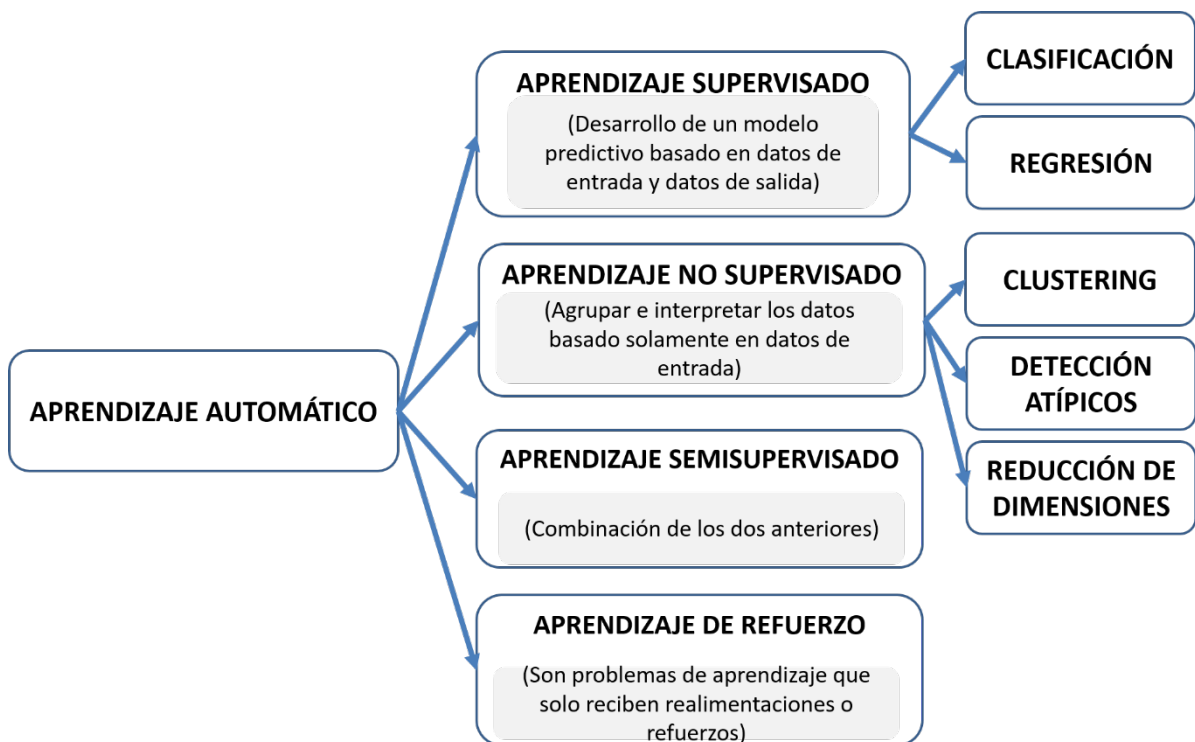 APRENDIZAJE AUTOMÁTICO
APRENDIZAJE SUPERVISADO
(Desarrollo de un modelo
predictivo basado en datos de
entrada y datos de salida)
CLASIFICACIÓN
REGRESIÓN
APRENDIZAJE NO SUPERVISADO
(Agrupar e interpretar los datos
basado solamente en datos de
entrada)
CLUSTERING
DETECCIÓN
ATÍPICOS
REDUCCIÓN DE
DIMENSIONES
APRENDIZAJE SEMISUPERVISADO
(Combinación de los dos anteriores)
APRENDIZAJE DE REFUERZO
(Son problemas de aprendizaje que
solo reciben realimentaciones o
refuerzos)